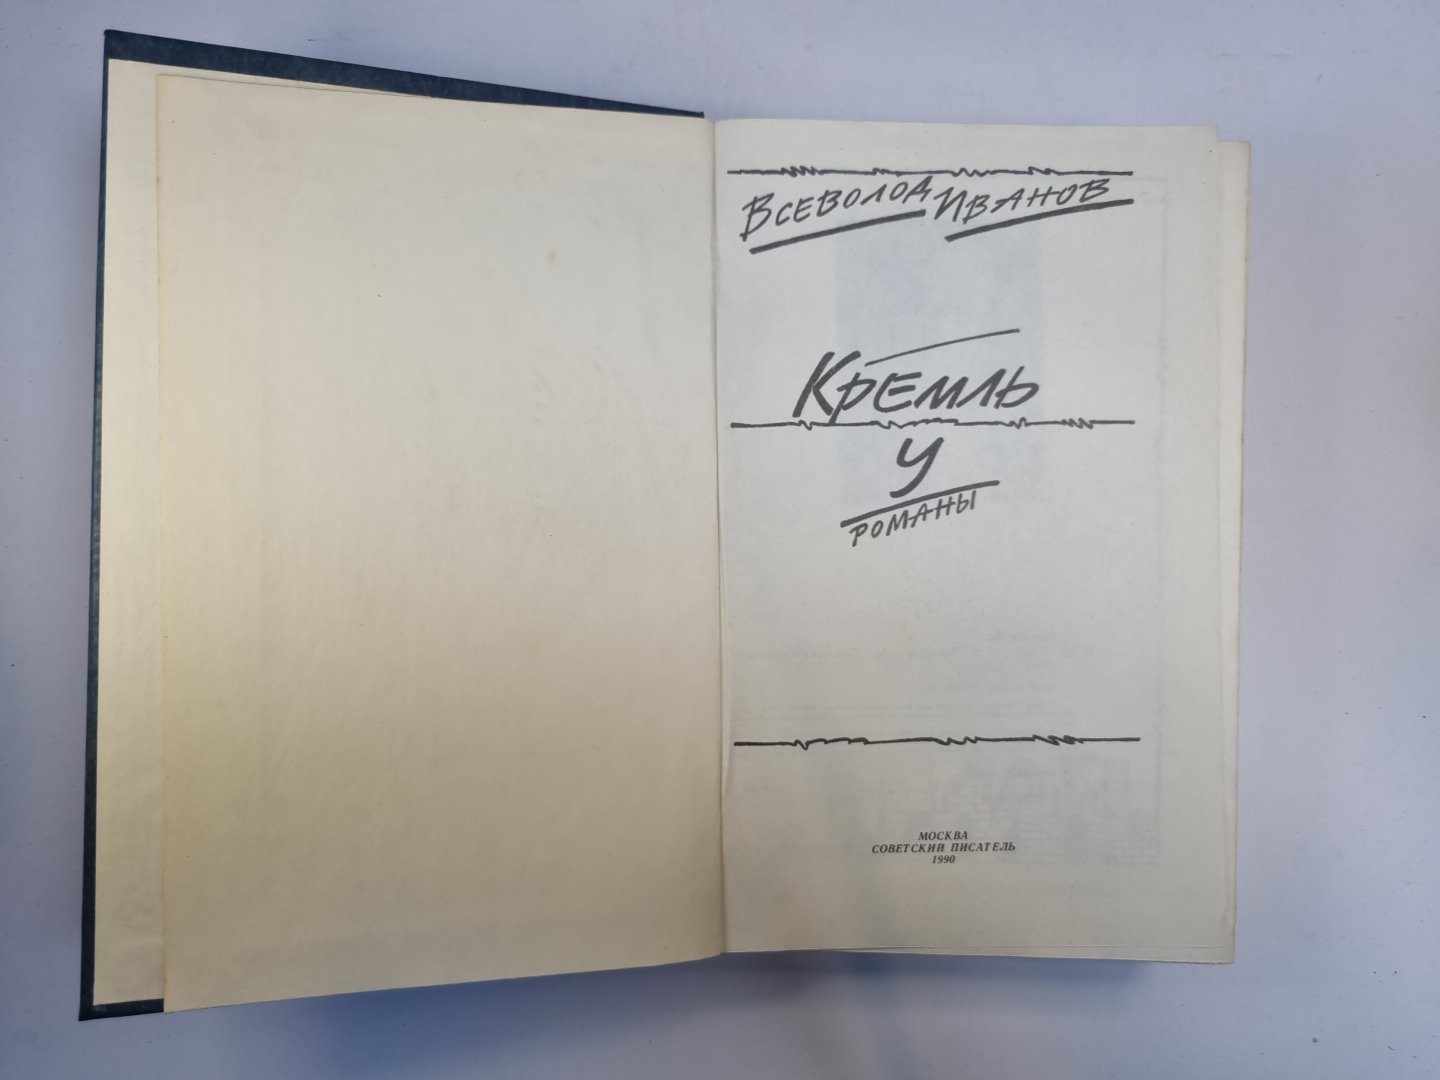 ВСЕВОЛОД ИВАНОВ
КРЕМЛЬ
У
РОМАНЫ
МОСКВА
СОВЕТСКИЙ ПИСАТЕЛЬ
1990